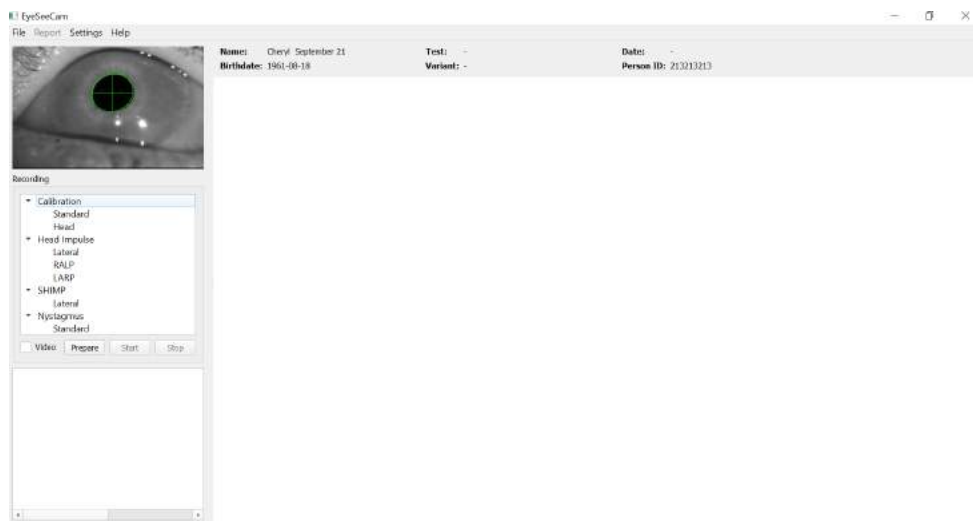 EyeSeeCam
File Report Settings Help
Name: Cheryl September 21 Test: - Date: -
Birthdate: 1961-08-18 Variant: - Person ID: 213213213
Recording
Calibration
Standard
Head
Head Impulse
Lateral
RALP
LARP
SHIMP
Lateral
Nystagmus
Standard
Video Prepare Start Stop